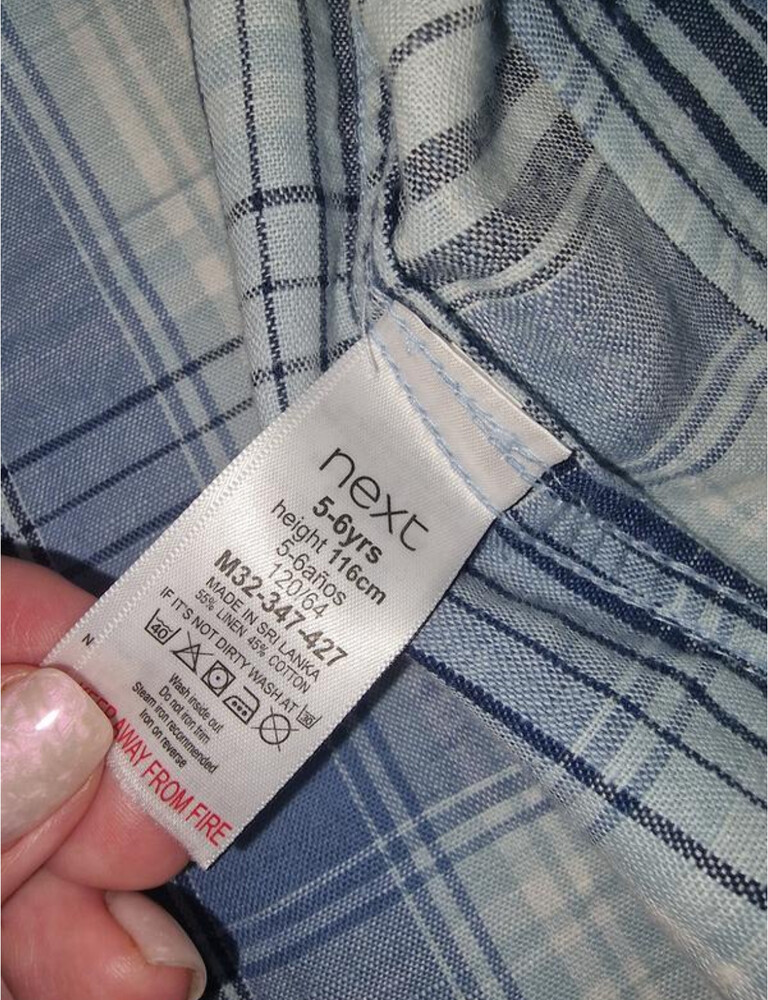 next
5-6yrs
height 116cm
5-6años
120/64
M32-347-427
MADE IN SRI LANKA
55% LINEN 45% COTTON
IF IT'S NOT DIRTY WASH AT 30
40
Wash inside out
Do not iron trim
Steam iron recommended
Iron on reverse
N
KEEP AWAY FROM FIRE